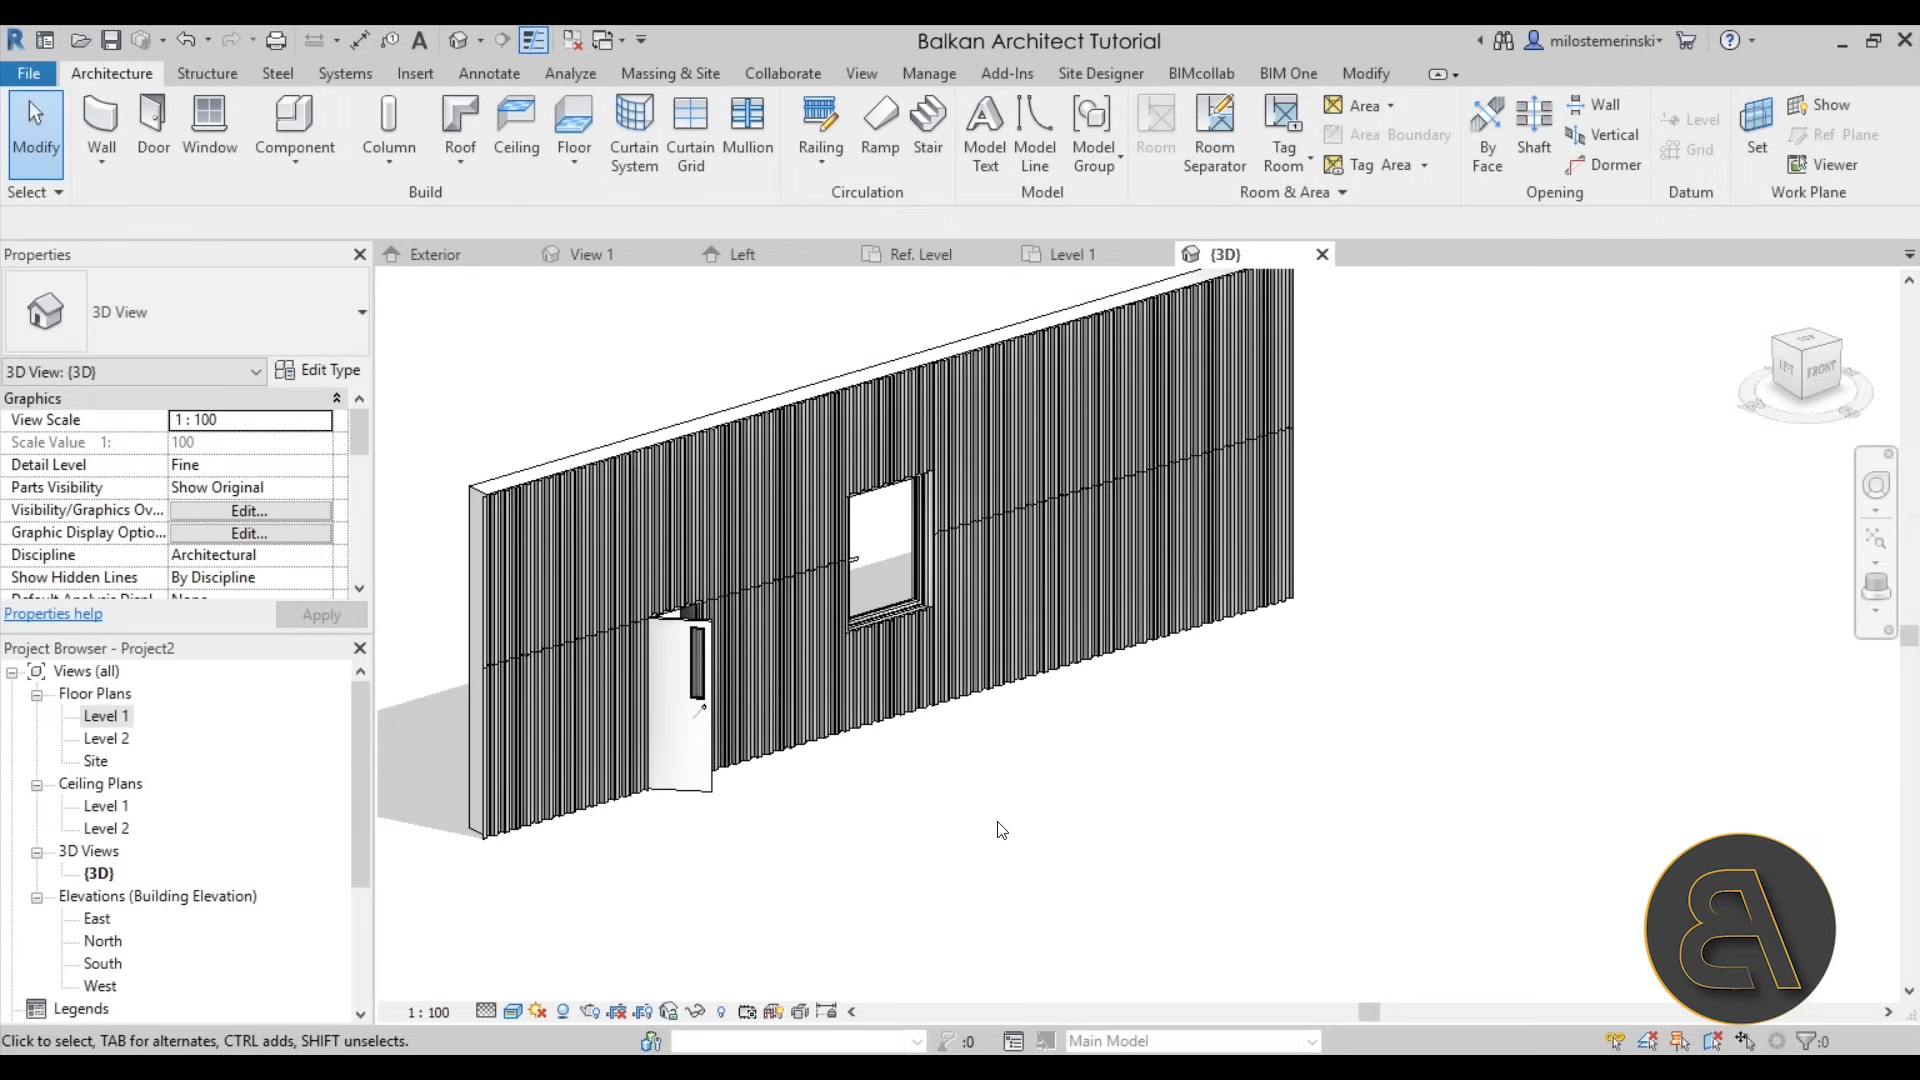 Balkan Architect Tutorial
milostemerinski
File Architecture Structure Steel Systems Insert Annotate Analyze Massing & Site Collaborate View Manage Add-Ins Site Designer BIMcollab BIM One Modify
Modify
Wall Door Window Component Column Roof Ceiling Floor Curtain System Curtain Grid Mullion
Railing Ramp Stair
Model Text Model Line Model Group
Room Room Separator Tag Room
Area
Area Boundary
Tag Area
By Face Shaft
Wall
Vertical
Dormer
Level
Grid
Set
Show
Ref Plane
Viewer
Select Build Circulation Model Room & Area Opening Datum Work Plane
Properties
Exterior View 1 Left Ref. Level Level 1 {3D}
3D View
3D View: {3D} Edit Type
Graphics
View Scale 1 : 100
Scale Value 1: 100
Detail Level Fine
Parts Visibility Show Original
Visibility/Graphics Ov... Edit...
Graphic Display Optio... Edit...
Discipline Architectural
Show Hidden Lines By Discipline
Properties help Apply
Project Browser - Project2
Views (all)
Floor Plans
Level 1
Level 2
Site
Ceiling Plans
Level 1
Level 2
3D Views
{3D}
Elevations (Building Elevation)
East
North
South
West
Legends
LEFT FRONT
1 : 100
Click to select, TAB for alternates, CTRL adds, SHIFT unselects.
:0
Main Model
:0